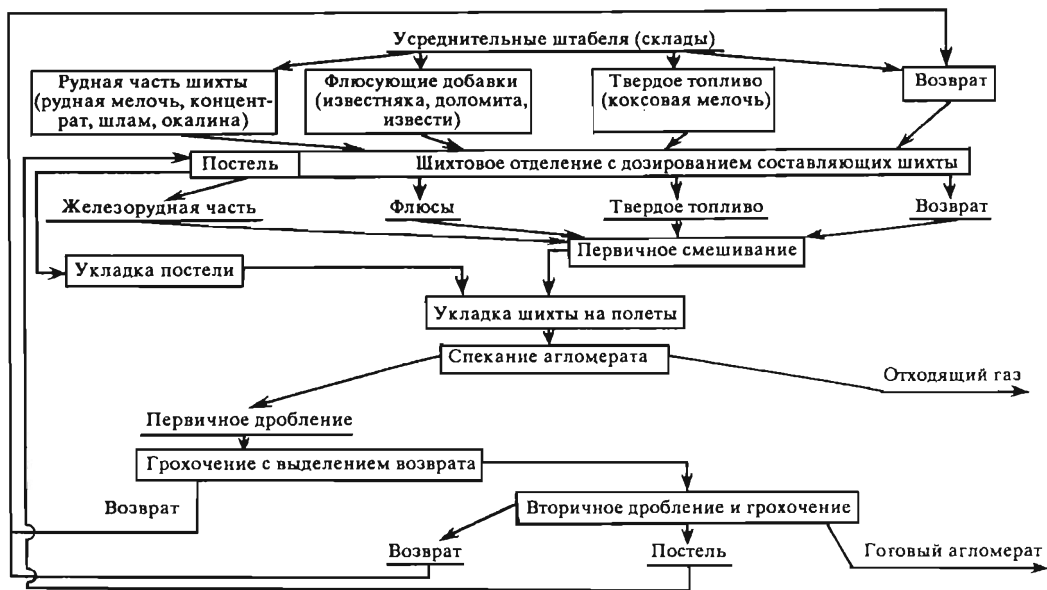 Усреднительные штабеля (склады)
Рудная часть шихты
(рудная мелочь, концент-
рат, шлам, окалина)
Флюсующие добавки
(известняка, доломита,
извести)
Твердое топливо
(коксовая мелочь)
Возврат
Постель
Шихтовое отделение с дозированием составляющих шихты
Железорудная часть
Флюсы
Твердое топливо
Возврат
Первичное смешивание
Укладка постели
Укладка шихты на полеты
Спекание агломерата
Отходящий газ
Первичное дробление
Грохочение с выделением возврата
Возврат
Вторичное дробление и грохочение
Возврат
Постель
Готовый агломерат